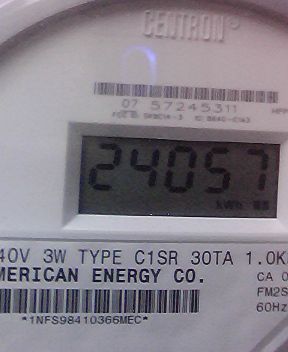 CENTRON®
07 57245311
24057
kWh
40V 3W TYPE C1SR 30TA 1.0K
MERICAN ENERGY CO.
CA 0
FM2S
60Hz
*1NFS98410366MEC*